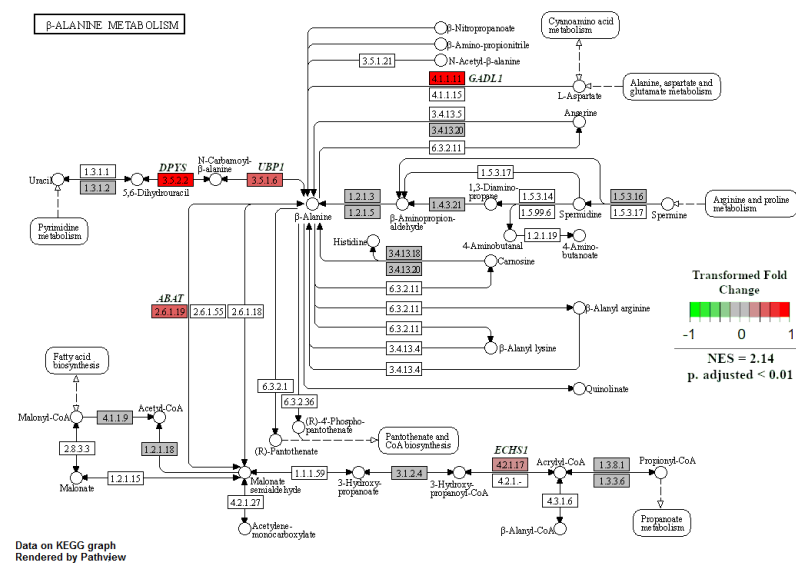 β-ALANINE METABOLISM
β-Nitropropanoate
β-Amino-propionitrile
3.5.1.21
N-Acetyl-β-alanine
Cyanoamino acid
metabolism
4.1.1.11
GADL1
4.1.1.15
L-Aspartate
Alanine, aspartate and
glutamate metabolism
3.4.13.5
Anserine
3.4.13.20
6.3.2.11
DPYS
N-Carbamoyl-
β-alanine
UBP1
Uracil
1.3.1.1
1.3.1.2
5,6-Dihydrouracil
3.5.2.2
3.5.1.6
Pyrimidine
metabolism
β-Alanine
1.2.1.3
1.2.1.5
β-Aminopropion-
aldehyde
1.4.3.21
1,3-Diamino-
propane
1.5.3.17
1.5.3.14
1.5.99.6
Spermidine
1.5.3.16
1.5.3.17
Spermine
Arginine and proline
metabolism
4-Aminobutanal
1.2.1.19
4-Amino-
butanoate
Histidine
3.4.13.18
3.4.13.20
Carnosine
6.3.2.11
6.3.2.11
β-Alanyl arginine
6.3.2.11
3.4.13.4
β-Alanyl lysine
3.4.13.4
Quinolinate
ABAT
2.6.1.19
2.6.1.55
2.6.1.18
Transformed Fold
Change
-1
0
1
NES = 2.14
p. adjusted < 0.01
Fatty acid
biosynthesis
6.3.2.1
6.3.2.36
(R)-4'-Phospho-
pantothenate
(R)-Pantothenate
Pantothenate and
CoA biosynthesis
Malonyl-CoA
4.1.1.9
Acetyl-CoA
2.8.3.3
1.2.1.18
Malonate
1.2.1.15
Malonate
semialdehyde
1.1.1.59
3-Hydroxy-
propanoate
3.1.2.4
3-Hydroxy-
propanoyl-CoA
ECHS1
4.2.1.17
4.2.1.-
Acrylyl-CoA
1.3.8.1
1.3.3.6
Propionyl-CoA
4.2.1.27
Acetylene-
monocarboxylate
4.3.1.6
β-Alanyl-CoA
Propanoate
metabolism
Data on KEGG graph
Rendered by Pathview